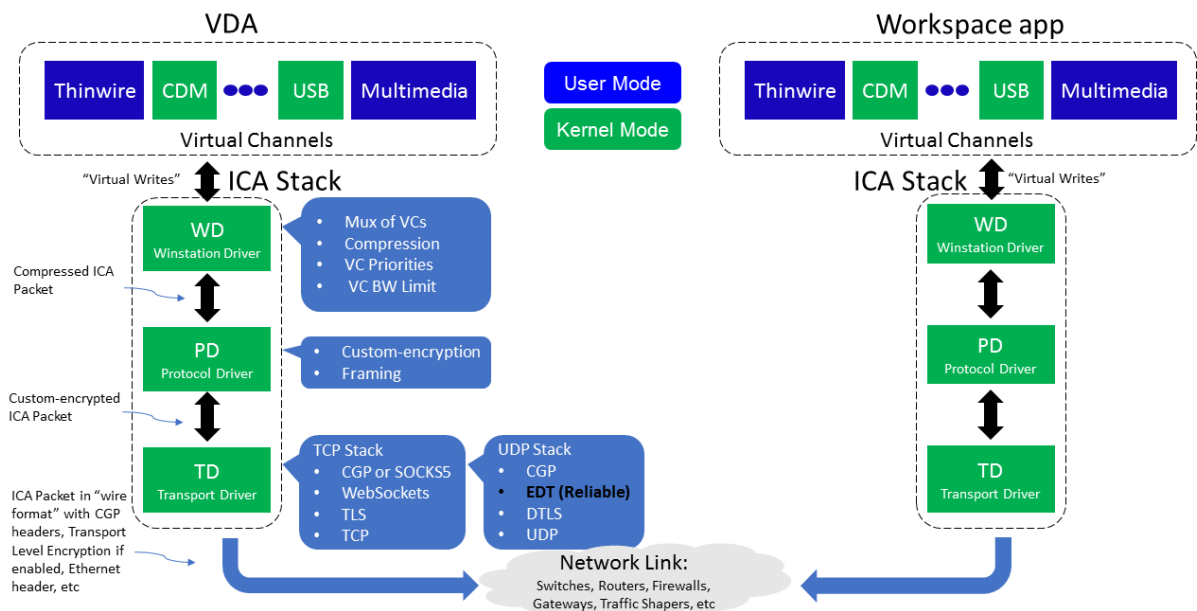 VDA
Thinwire
CDM
USB
Multimedia
Virtual Channels
User Mode
Kernel Mode
Workspace app
Thinwire
CDM
USB
Multimedia
Virtual Channels
“Virtual Writes”
ICA Stack
ICA Stack
“Virtual Writes”
WD
Winstation Driver
• Mux of VCs
• Compression
• VC Priorities
• VC BW Limit
Compressed ICA
Packet
PD
Protocol Driver
• Custom-encryption
• Framing
Custom-encrypted
ICA Packet
TD
Transport Driver
TCP Stack
• CGP or SOCKS5
• WebSockets
• TLS
• TCP
UDP Stack
• CGP
• EDT (Reliable)
• DTLS
• UDP
ICA Packet in “wire
format” with CGP
headers, Transport
Level Encryption if
enabled, Ethernet
header, etc
WD
Winstation Driver
PD
Protocol Driver
TD
Transport Driver
Network Link:
Switches, Routers, Firewalls,
Gateways, Traffic Shapers, etc